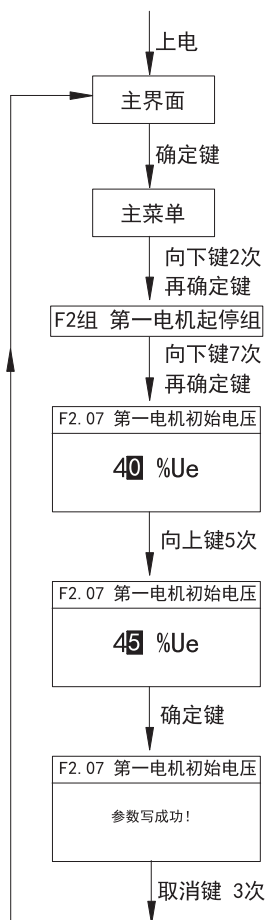 上电
主界面
确定键
主菜单
向下键2次
再确定键
F2组 第一电机起停组
向下键7次
再确定键
F2.07 第一电机初始电压
40 %Ue
向上键5次
F2.07 第一电机初始电压
45 %Ue
确定键
F2.07 第一电机初始电压
参数写成功!
取消键 3次